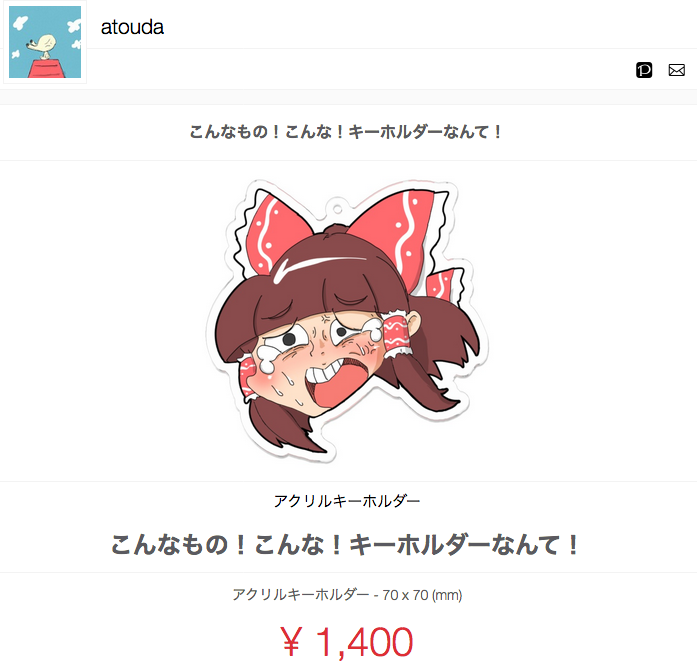 atouda
こんなもの！こんな！キーホルダーなんて！
アクリルキーホルダー
こんなもの！こんな！キーホルダーなんて！
アクリルキーホルダー - 70 x 70 (mm)
¥ 1,400